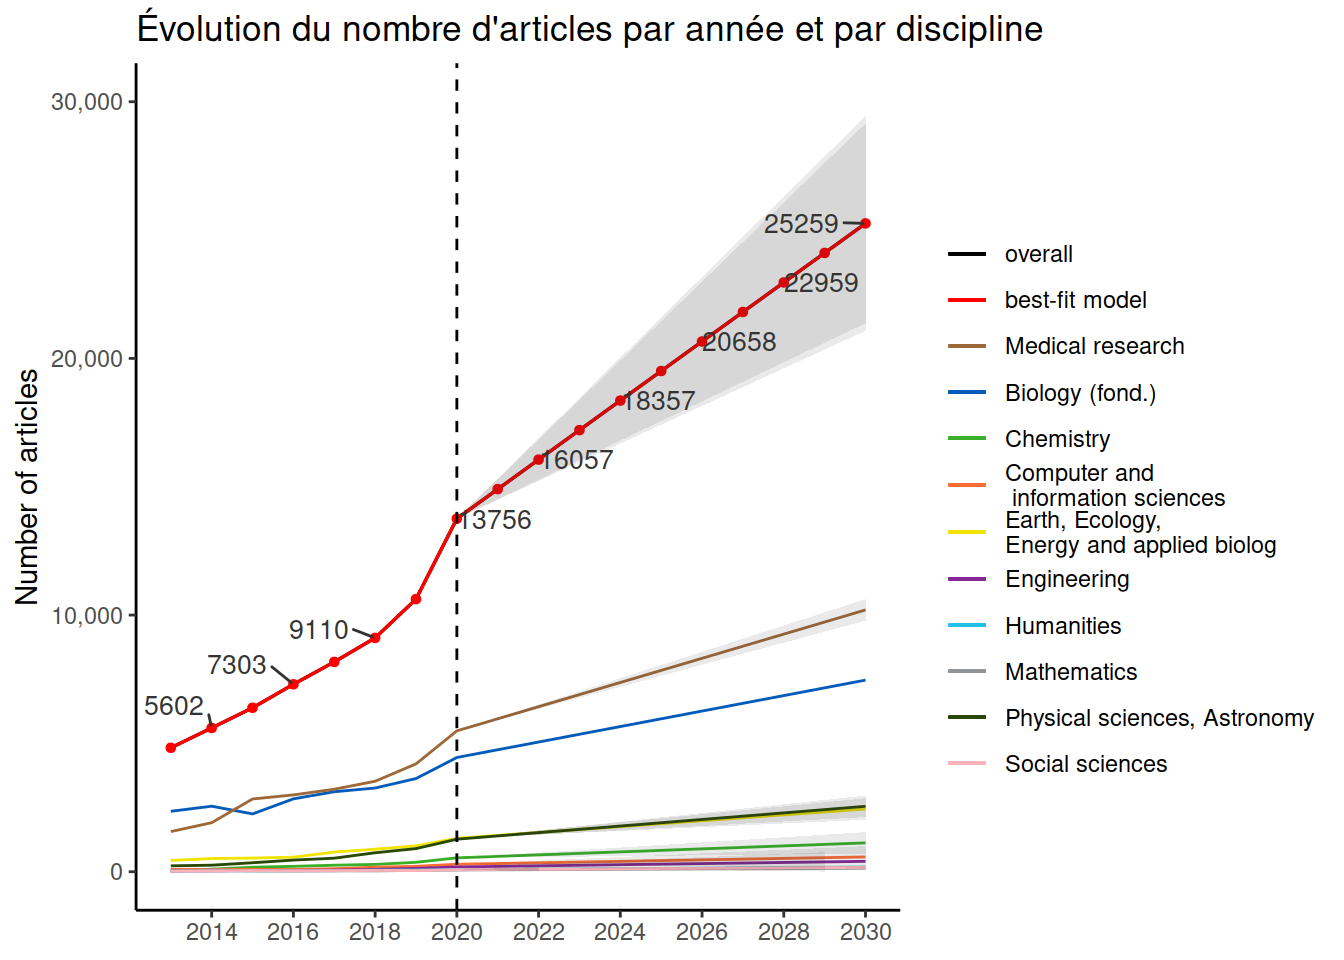 Évolution du nombre d'articles par année et par discipline
Number of articles
30,000
20,000
10,000
0
25259
22959
20658
18357
16057
13756
9110
7303
5602
2014 2016 2018 2020 2022 2024 2026 2028 2030
overall
best-fit model
Medical research
Biology (fond.)
Chemistry
Computer and
information sciences
Earth, Ecology,
Energy and applied biolog
Engineering
Humanities
Mathematics
Physical sciences, Astronomy
Social sciences